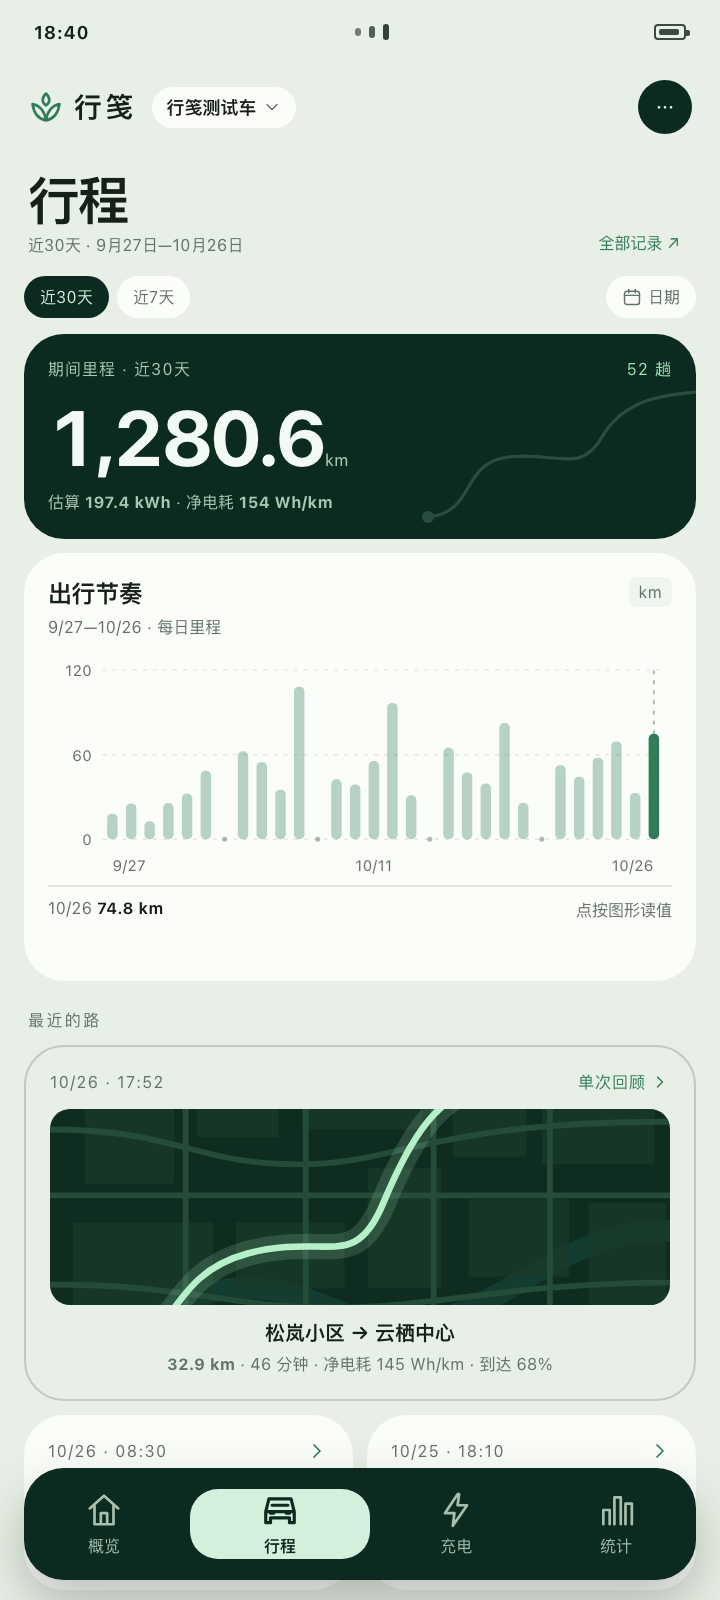 18:40
行笺 行笺测试车
行程
近30天 · 9月27日—10月26日 全部记录
近30天 近7天 日期
期间里程 · 近30天 52 趟
1,280.6 km
估算 197.4 kWh · 净电耗 154 Wh/km
出行节奏 km
9/27—10/26 · 每日里程
120
60
0
9/27 10/11 10/26
10/26 74.8 km 点按图形读值
最近的路
10/26 · 17:52 单次回顾
松岚小区 → 云栖中心
32.9 km · 46 分钟 · 净电耗 145 Wh/km · 到达 68%
10/26 · 08:30 10/25 · 18:10
概览 行程 充电 统计